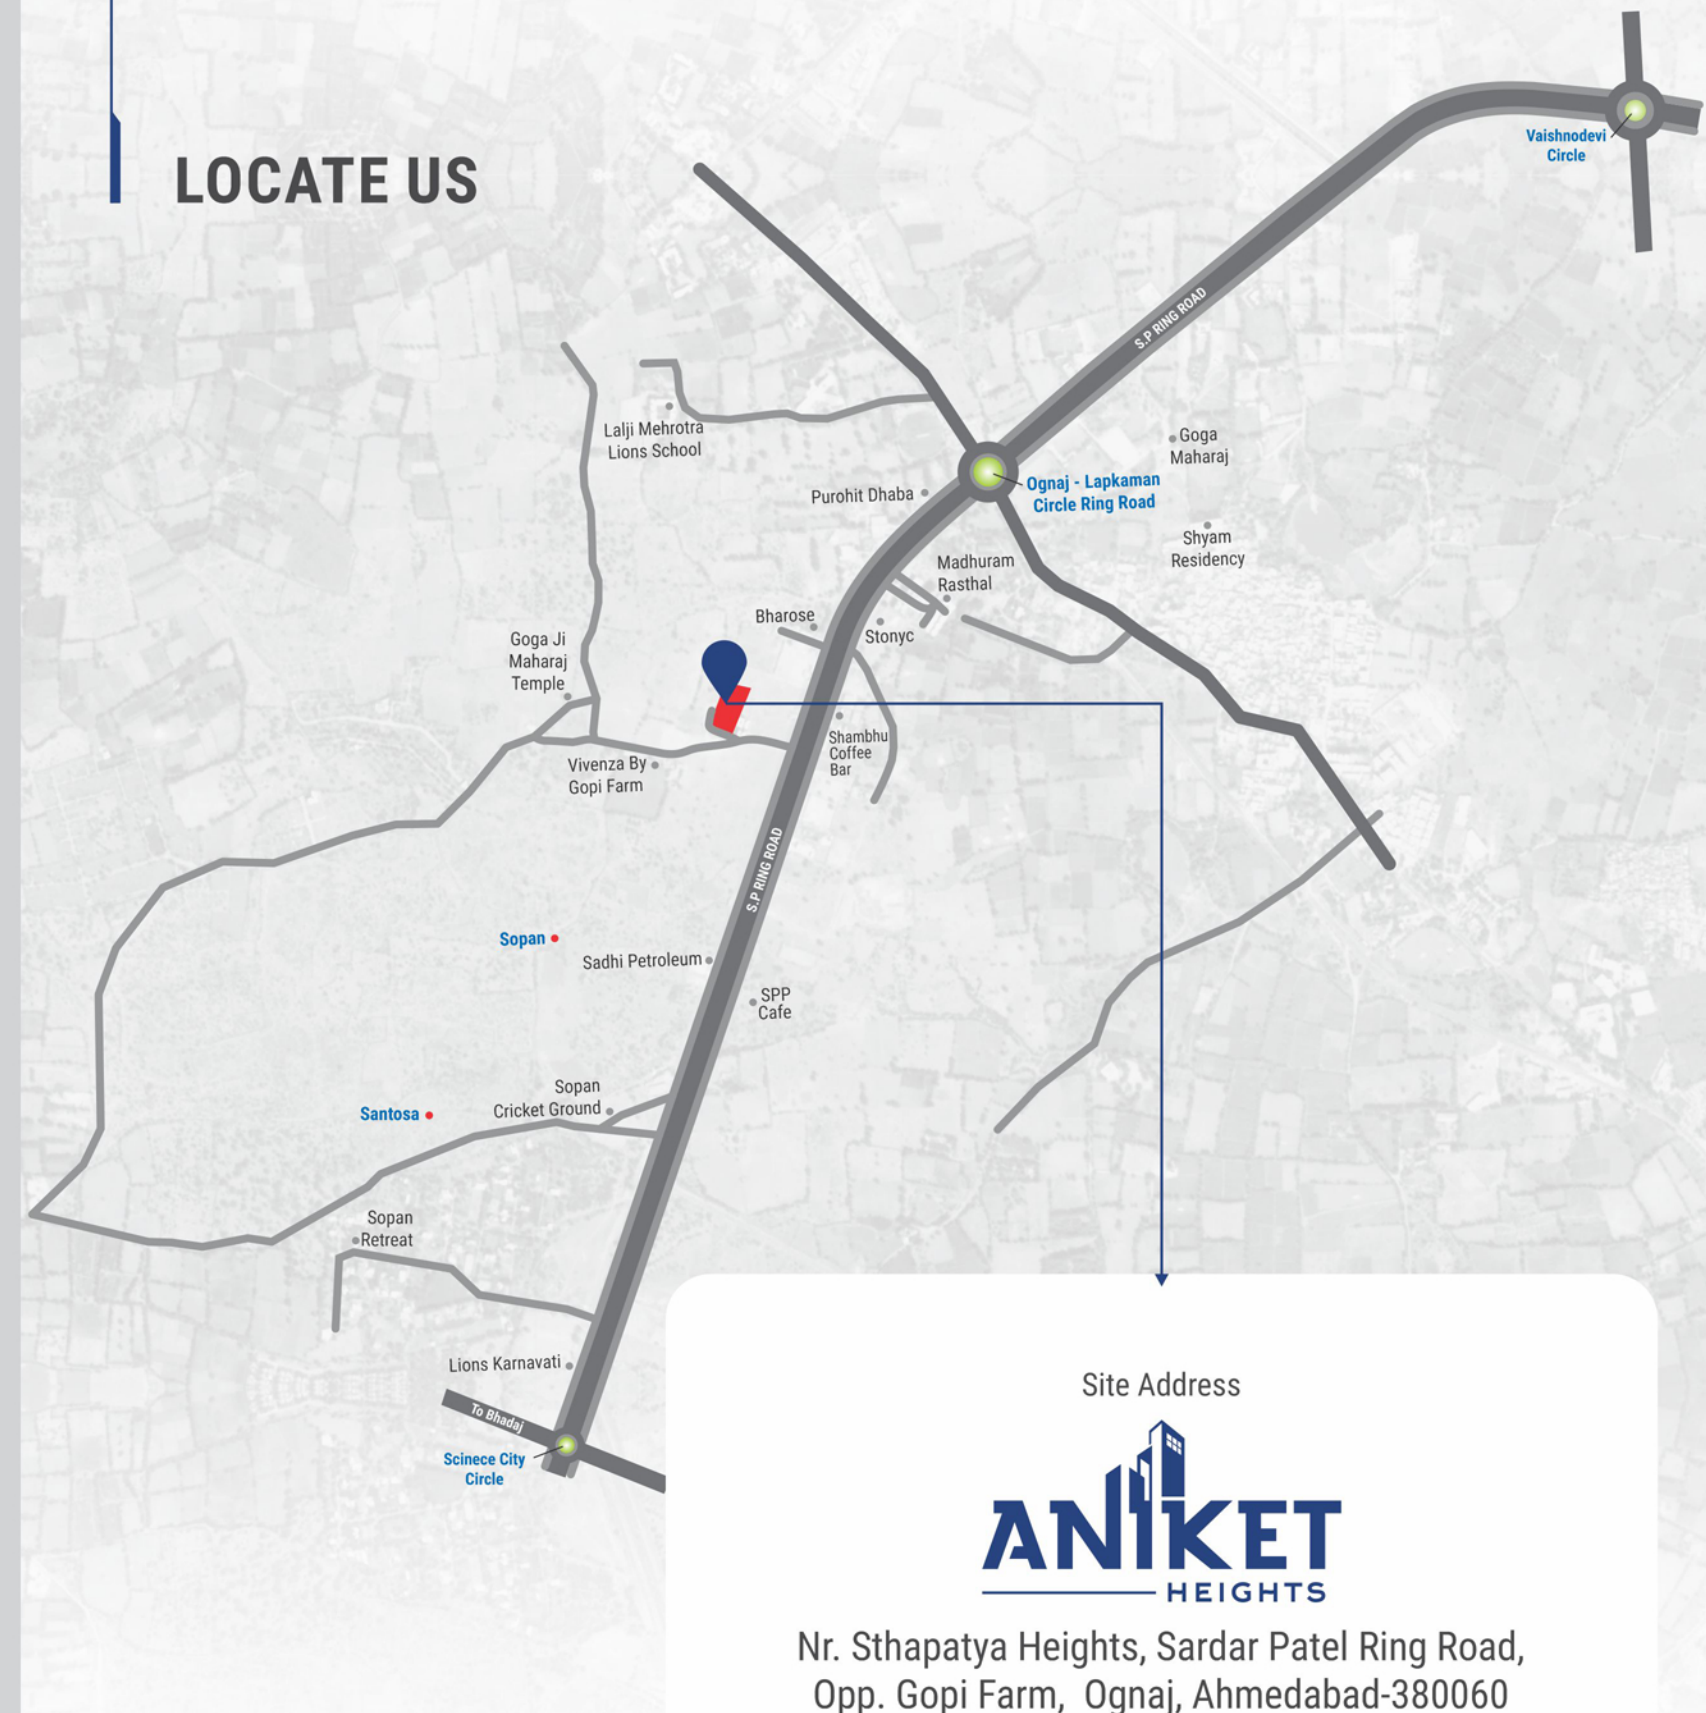 LOCATE US
Vaishnodevi
Circle
S.P RING ROAD
Lalji Mehrotra
Lions School
Goga
Maharaj
Purohit Dhaba
Ognaj - Lapkaman
Circle Ring Road
Shyam
Residency
Madhuram
Rasthal
Bharose
Stonyc
Goga Ji
Maharaj
Temple
Shambhu
Coffee
Bar
Vivenza By
Gopi Farm
S.P RING ROAD
Sopan
Sadhi Petroleum
SPP
Cafe
Sopan
Cricket Ground
Santosa
Sopan
Retreat
Lions Karnavati
To Bhadaj
Scinece City
Circle
Site Address
ANIKET
HEIGHTS
Nr. Sthapatya Heights, Sardar Patel Ring Road,
Opp. Gopi Farm, Ognaj, Ahmedabad-380060